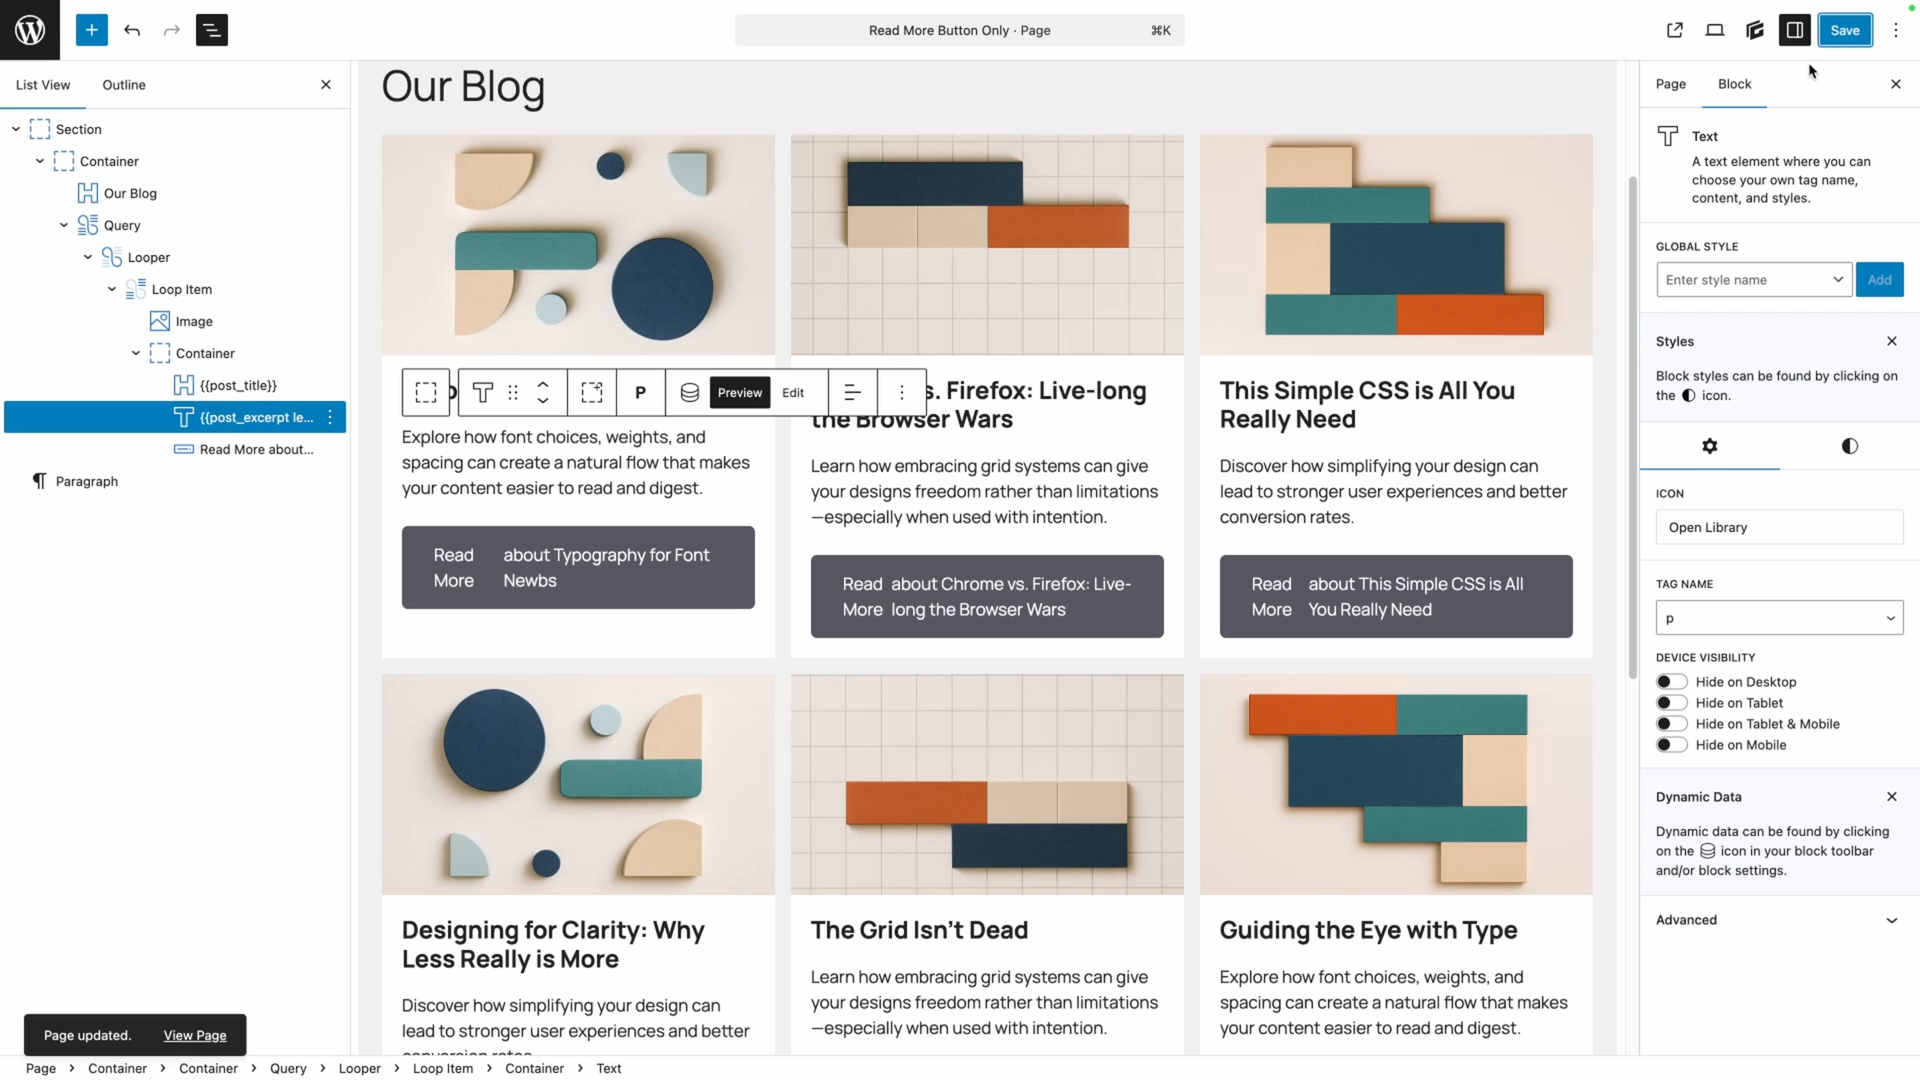 Read More Button Only · Page
⌘K
Save
List View
Outline
Section
Container
Our Blog
Query
Looper
Loop Item
Image
Container
{{post_title}}
{{post_excerpt le...
Read More about...
Paragraph
Our Blog
P
Preview
Edit
s. Firefox: Live-long
the Browser Wars
This Simple CSS is All You
Really Need
Explore how font choices, weights, and
spacing can create a natural flow that makes
your content easier to read and digest.
Learn how embracing grid systems can give
your designs freedom rather than limitations
—especially when used with intention.
Discover how simplifying your design can
lead to stronger user experiences and better
conversion rates.
Read More
about Typography for Font
Newbs
Read More
about Chrome vs. Firefox: Live-
long the Browser Wars
Read More
about This Simple CSS is All
You Really Need
Designing for Clarity: Why
Less Really is More
The Grid Isn't Dead
Guiding the Eye with Type
Discover how simplifying your design can
lead to stronger user experiences and better
conversion rates.
Learn how embracing grid systems can give
your designs freedom rather than limitations
—especially when used with intention.
Explore how font choices, weights, and
spacing can create a natural flow that makes
your content easier to read and digest.
Page
Block
Text
A text element where you can
choose your own tag name,
content, and styles.
GLOBAL STYLE
Enter style name
Add
Styles
Block styles can be found by clicking on
the icon.
ICON
Open Library
TAG NAME
p
DEVICE VISIBILITY
Hide on Desktop
Hide on Tablet
Hide on Tablet & Mobile
Hide on Mobile
Dynamic Data
Dynamic data can be found by clicking
on the icon in your block toolbar
and/or block settings.
Advanced
Page updated.
View Page
Page > Container > Container > Query > Looper > Loop Item > Container > Text